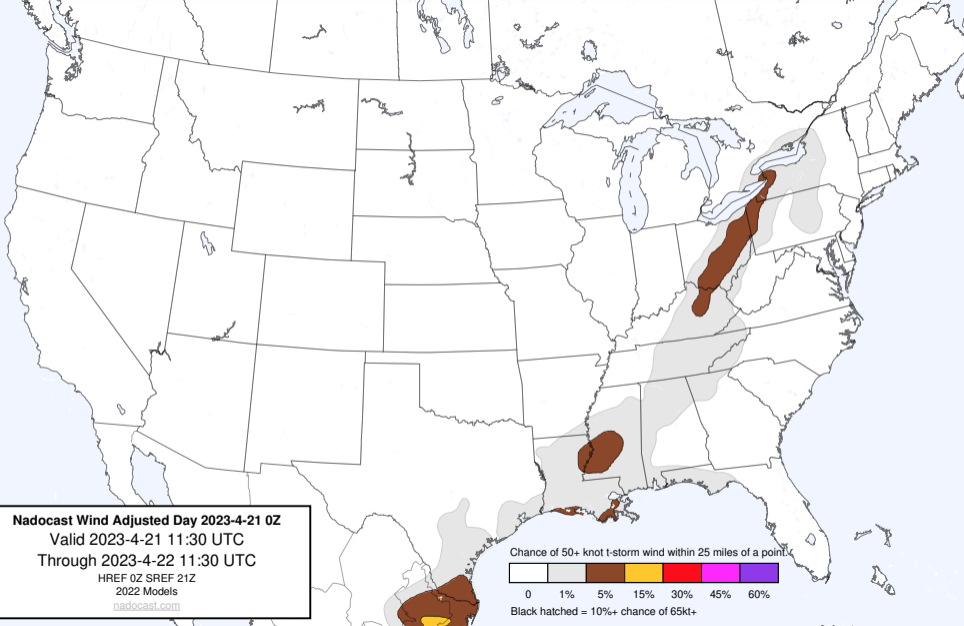 Nadocast Wind Adjusted Day 2023-4-21 0Z
Valid 2023-4-21 11:30 UTC
Through 2023-4-22 11:30 UTC
HREF 0Z SREF 21Z
2022 Models
nadocast.com
Chance of 50+ knot t-storm wind within 25 miles of a point.
0 1% 5% 15% 30% 45% 60%
Black hatched = 10%+ chance of 65kt+